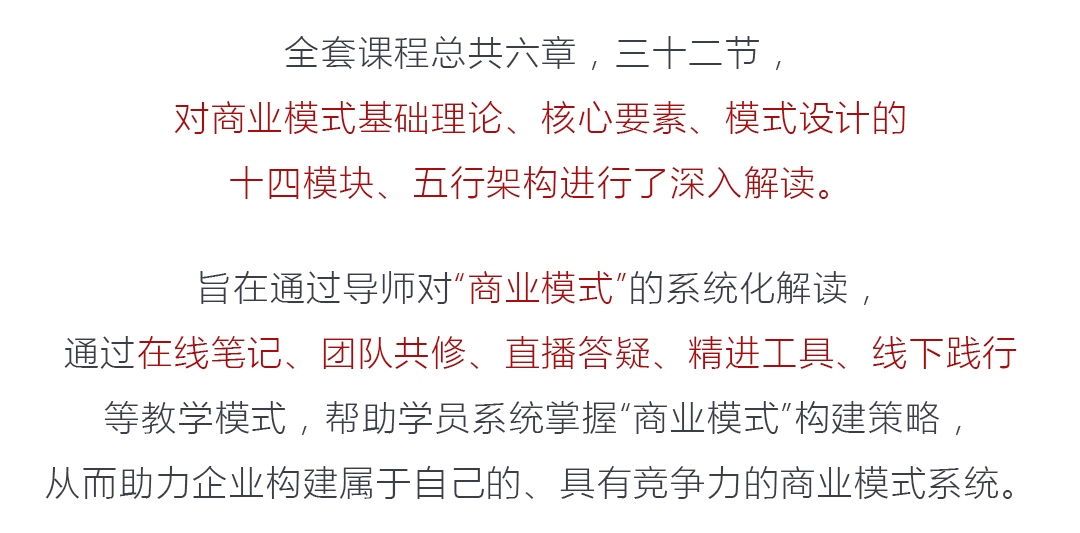 全套课程总共六章，三十二节，
对商业模式基础理论、核心要素、模式设计的
十四模块、五行架构进行了深入解读。
旨在通过导师对“商业模式”的系统化解读，
通过在线笔记、团队共修、直播答疑、精进工具、线下践行
等教学模式，帮助学员系统掌握“商业模式”构建策略，
从而助力企业构建属于自己的、具有竞争力的商业模式系统。